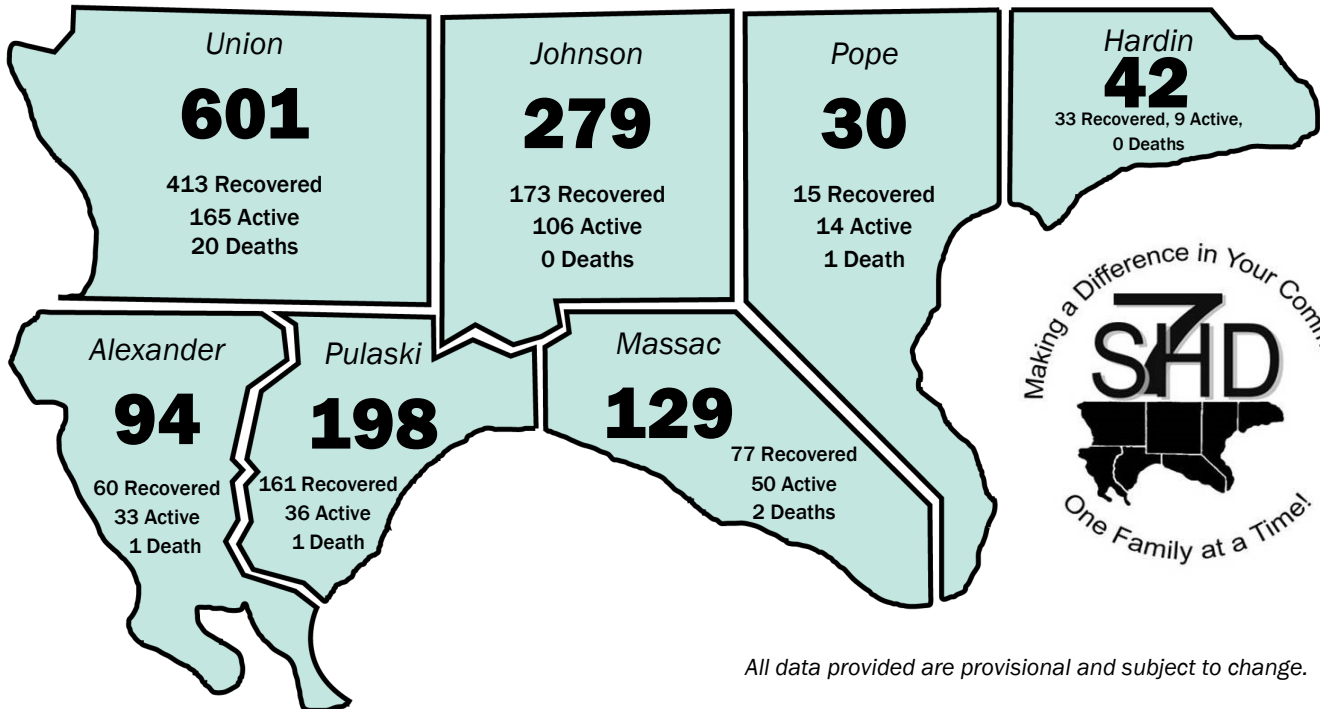 Union
601
413 Recovered
165 Active
20 Deaths
Johnson
279
173 Recovered
106 Active
0 Deaths
Pope
30
15 Recovered
14 Active
1 Death
Hardin
42
33 Recovered, 9 Active,
0 Deaths
Alexander
94
60 Recovered
33 Active
1 Death
Pulaski
198
161 Recovered
36 Active
1 Death
Massac
129
77 Recovered
50 Active
2 Deaths
Making a Difference in Your
S7HD
One Family at a Time!
All data provided are provisional and subject to change.